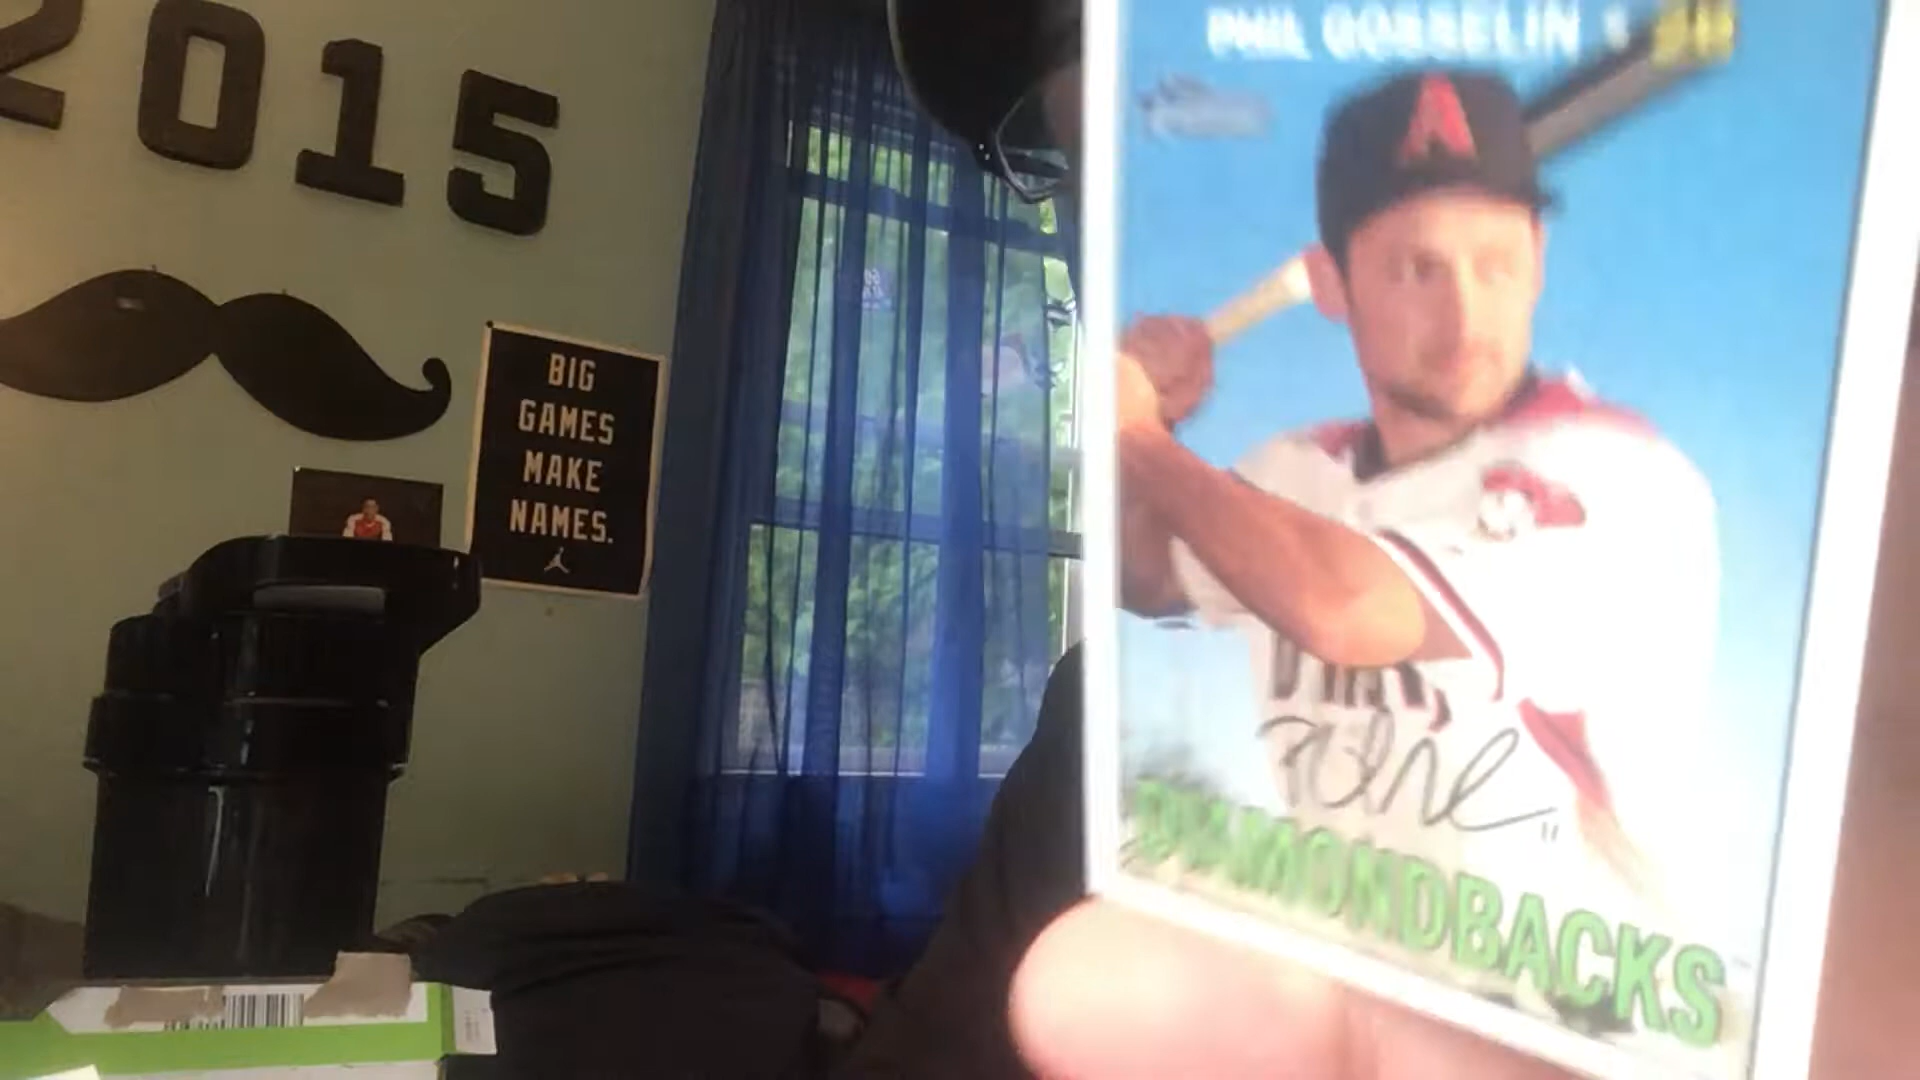 2015
BIG
GAMES
MAKE
NAMES.
PHIL GOSSELIN
DIAMONDBACKS